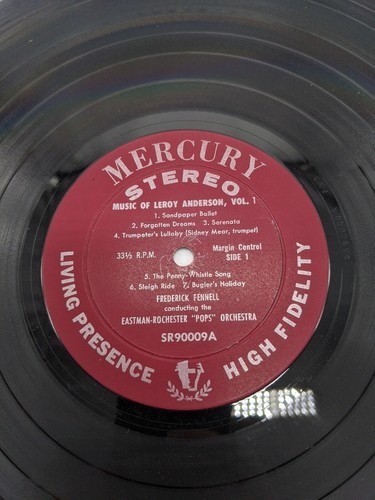 MERCURY
STEREO
MUSIC OF LEROY ANDERSON, VOL. 1
1. Sandpaper Ballet
2. Forgotten Dreams 3. Serenata
4. Trumpeter's Lullaby (Sidney Mear, trumpet)
33⅓ R.P.M.
Margin Control
SIDE 1
5. The Penny-Whistle Song
6. Sleigh Ride 7. Bugler's Holiday
FREDERICK FENNELL
conducting the
EASTMAN-ROCHESTER "POPS" ORCHESTRA
SR90009A
LIVING PRESENCE
HIGH FIDELITY